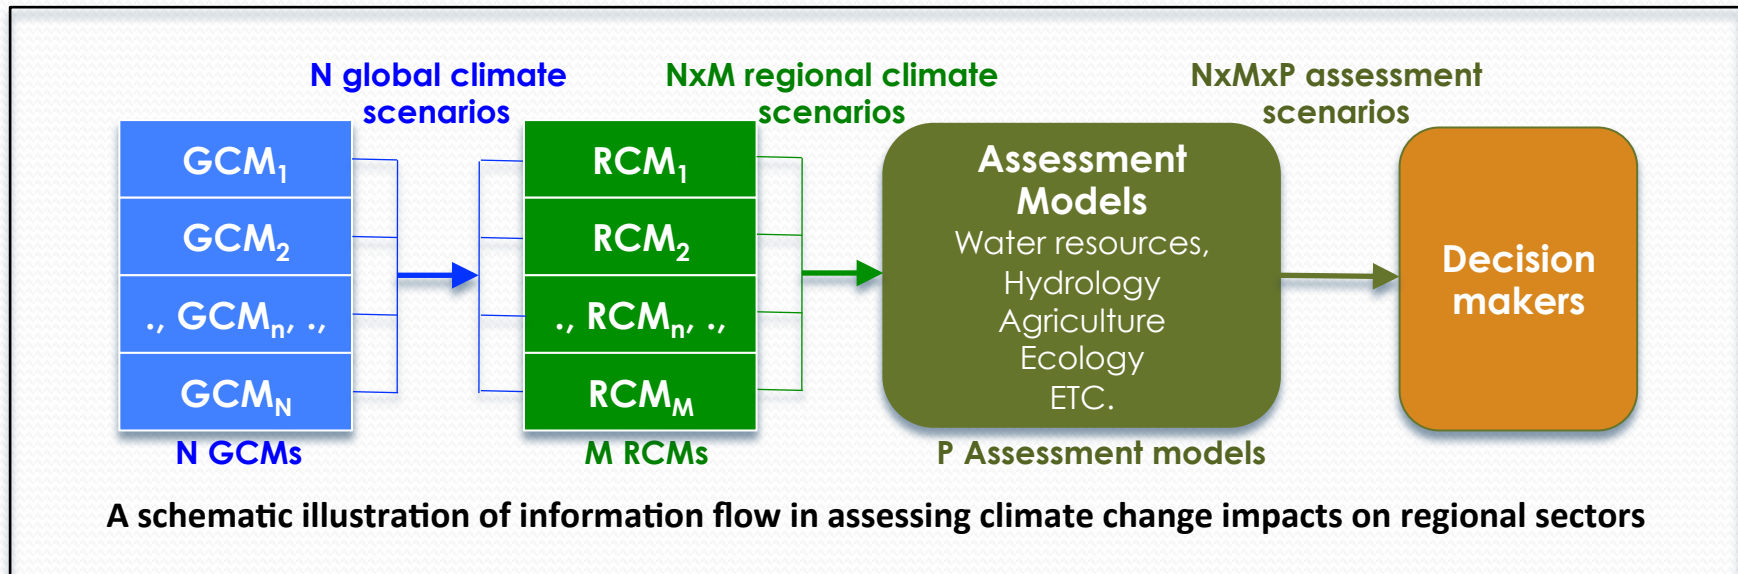 N global climate
scenarios
NxM regional climate
scenarios
NxMxP assessment
scenarios
GCM₁
GCM₂
., GCMₙ, .,
GCM_N
N GCMs
RCM₁
RCM₂
., RCMₙ, .,
RCM_M
M RCMs
Assessment
Models
Water resources,
Hydrology
Agriculture
Ecology
ETC.
P Assessment models
Decision
makers
A schematic illustration of information flow in assessing climate change impacts on regional sectors